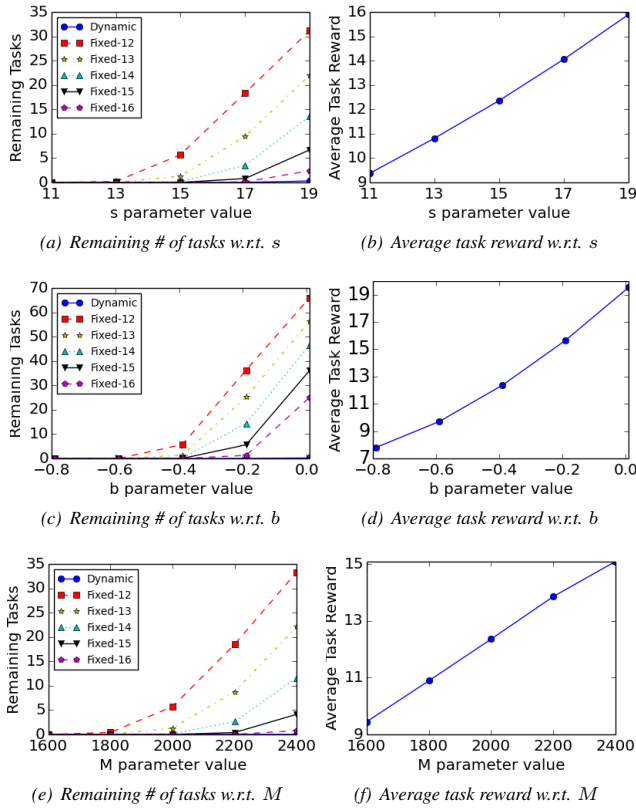 Remaining Tasks
35
30
25
20
15
10
5
0
Dynamic
Fixed-12
Fixed-13
Fixed-14
Fixed-15
Fixed-16
11 13 15 17 19
s parameter value
(a) Remaining # of tasks w.r.t. s
Average Task Reward
16
15
14
13
12
11
10
9
11 13 15 17 19
s parameter value
(b) Average task reward w.r.t. s
Remaining Tasks
70
60
50
40
30
20
10
0
Dynamic
Fixed-12
Fixed-13
Fixed-14
Fixed-15
Fixed-16
−0.8 −0.6 −0.4 −0.2 0.0
b parameter value
(c) Remaining # of tasks w.r.t. b
Average Task Reward
19
17
15
13
11
9
7
−0.8 −0.6 −0.4 −0.2 0.0
b parameter value
(d) Average task reward w.r.t. b
Remaining Tasks
35
30
25
20
15
10
5
0
Dynamic
Fixed-12
Fixed-13
Fixed-14
Fixed-15
Fixed-16
1600 1800 2000 2200 2400
M parameter value
(e) Remaining # of tasks w.r.t. M
Average Task Reward
15
13
11
9
1600 1800 2000 2200 2400
M parameter value
(f) Average task reward w.r.t. M